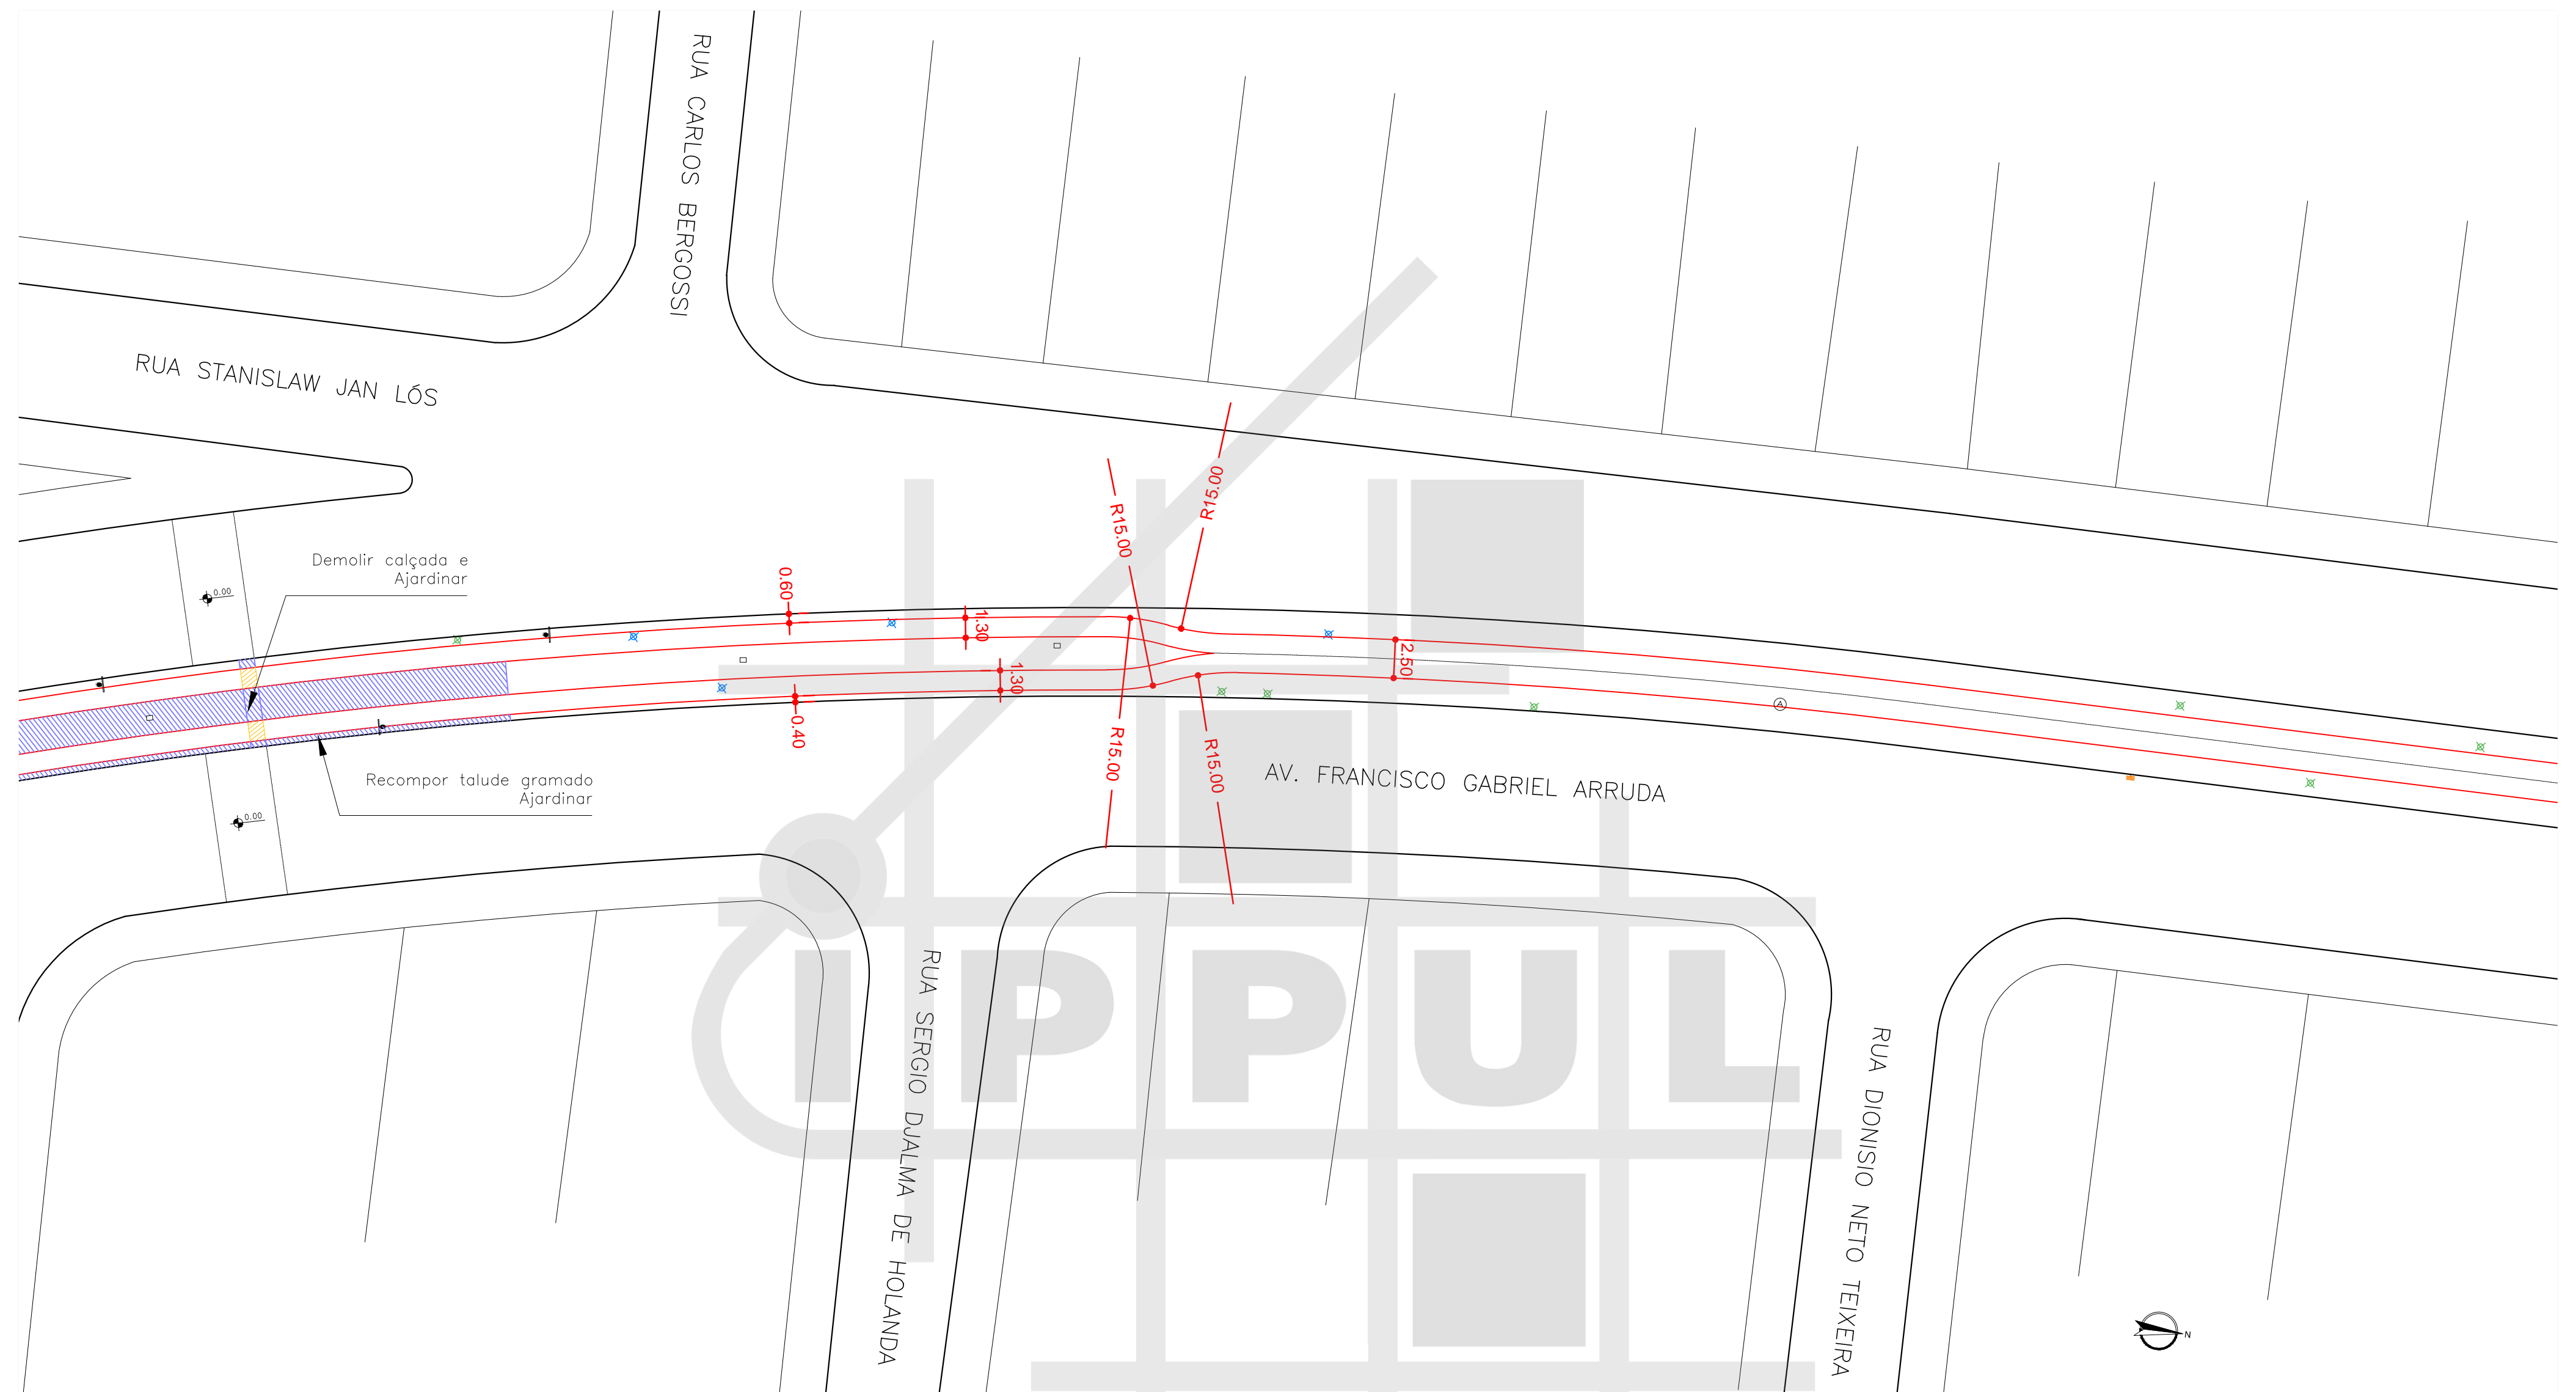 RUA CARLOS BERGOSSI
RUA STANISLAW JAN LÓS
Demolir calçada e
Ajardinar
0.00
0.60
1.30
R15.00
R15.00
2.50
1.30
0.40
R15.00
R15.00
A
Recompor talude gramado
Ajardinar
0.00
AV. FRANCISCO GABRIEL ARRUDA
IPPUL
RUA SERGIO DJALMA DE HOLANDA
RUA DIONISIO NETO TEIXEIRA
N